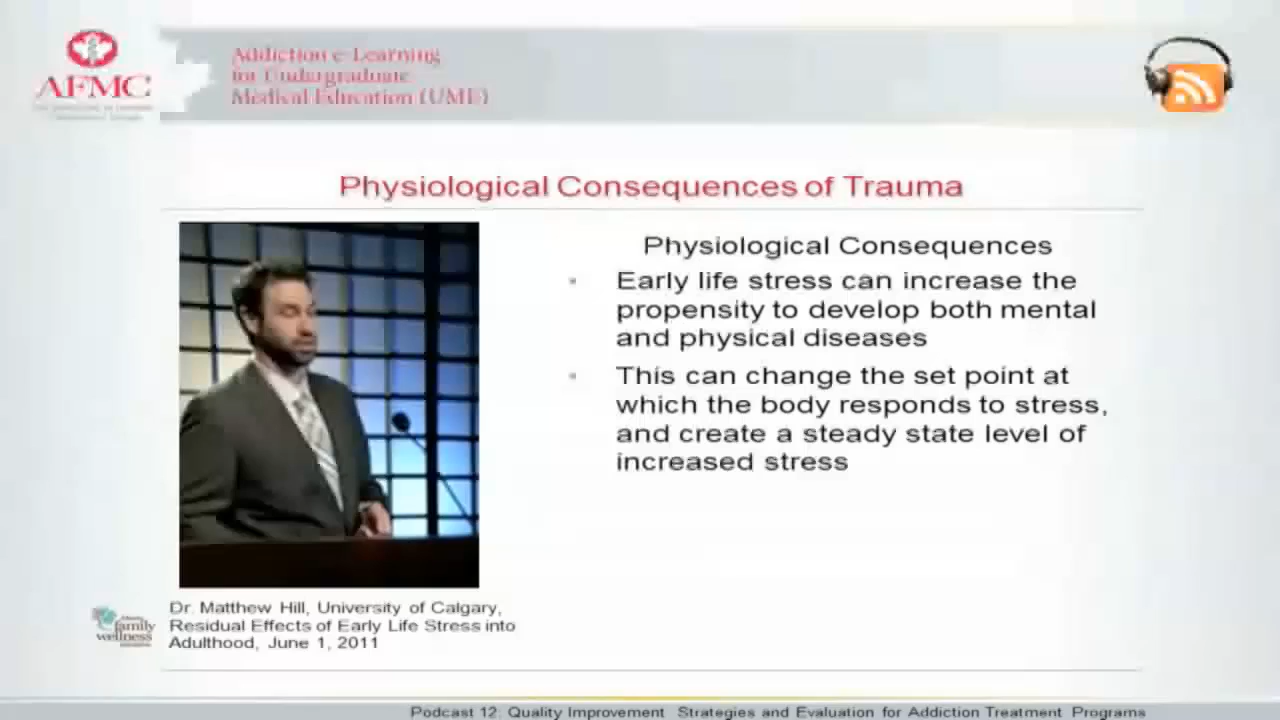 AFMC
Addiction e-Learning
for Undergraduate
Medical Education (UME)
Physiological Consequences of Trauma
Physiological Consequences
▪ Early life stress can increase the
propensity to develop both mental
and physical diseases
▪ This can change the set point at
which the body responds to stress,
and create a steady state level of
increased stress
Dr. Matthew Hill, University of Calgary,
Residual Effects of Early Life Stress into
Adulthood, June 1, 2011
family
wellness
Podcast 12: Quality Improvement Strategies and Evaluation for Addiction Treatment Programs